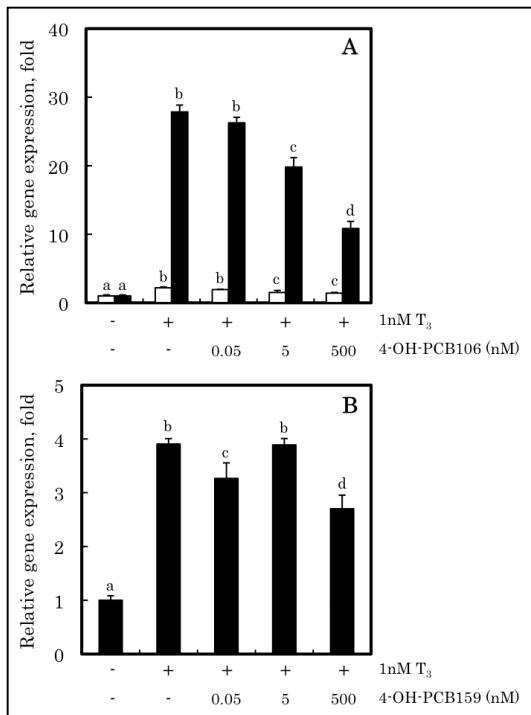 A
Relative gene expression, fold
40
30
20
10
0
a a b b b b c c c d
- + + + + 1nM T₃
- - 0.05 5 500 4-OH-PCB106 (nM)
B
Relative gene expression, fold
5
4
3
2
1
0
a b c b d
- + + + + 1nM T₃
- - 0.05 5 500 4-OH-PCB159 (nM)